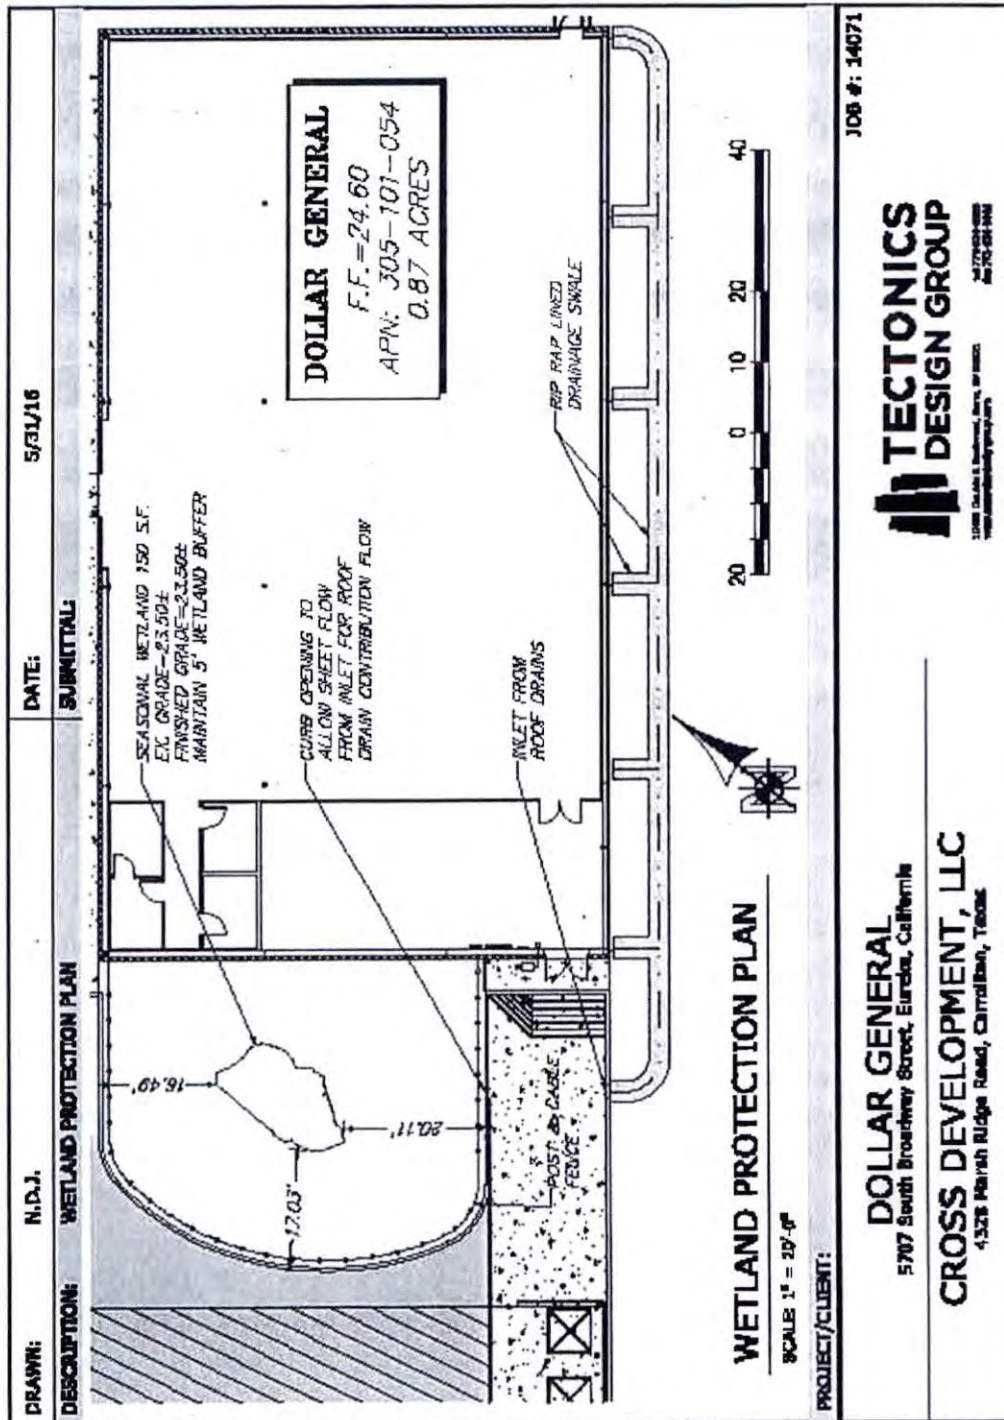 DRAWN: N.D.J. DATE: 5/31/16
DESCRIPTION: WETLAND PROTECTION PLAN SUBMITTAL:
SEASONAL WETLAND 150 S.F.
EX. GRADE=23.50±
FINISHED GRADE=23.50±
MAINTAIN 5' WETLAND BUFFER
DOLLAR GENERAL
F.F.=24.60
APN: 305-101-054
0.87 ACRES
CURB OPENING TO
ALLOW SHEET FLOW
FROM INLET FOR ROOF
DRAIN CONTRIBUTION FLOW
16.49'
17.03'
20.11'
POST & CABLE
FENCE
INLET FROM
ROOF DRAINS
RIP RAP LINED
DRAINAGE SWALE
N
20 0 10 20 40
WETLAND PROTECTION PLAN
SCALE: 1" = 20'-0"
PROJECT/CLIENT:
JOB #: 14071
DOLLAR GENERAL
5707 South Broadway Street, Eureka, California
CROSS DEVELOPMENT, LLC
4328 Marsh Ridge Road, Carrollton, Texas
TECTONICS
DESIGN GROUP